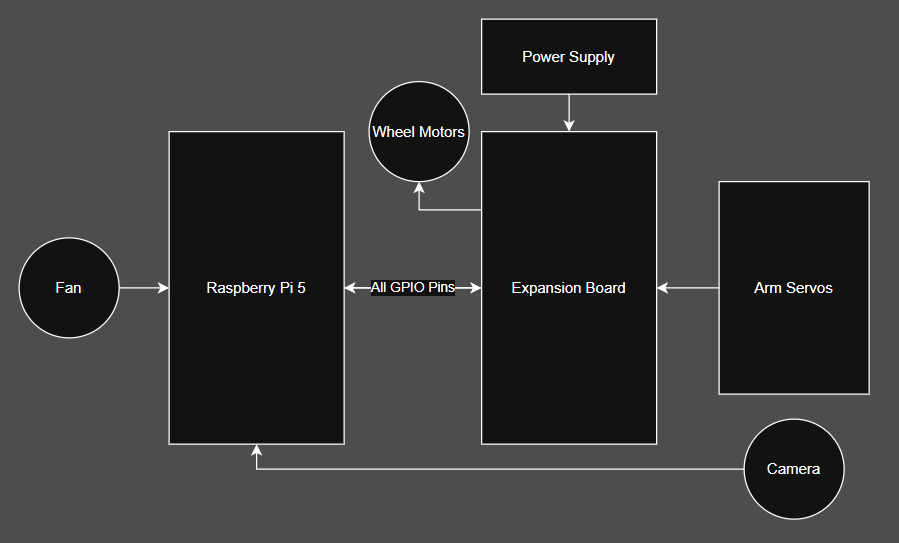 Power Supply
Wheel Motors
Fan
Raspberry Pi 5
All GPIO Pins
Expansion Board
Arm Servos
Camera